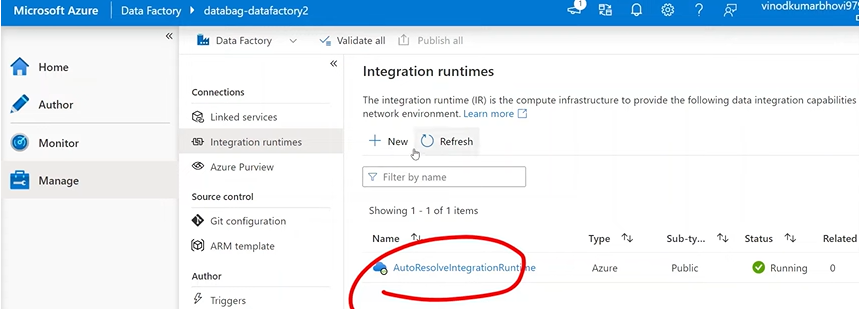 Microsoft Azure Data Factory databag-datafactory2 1 vinodkumarbhovi979
Data Factory Validate all Publish all
Home
Author
Monitor
Manage
Connections
Linked services
Integration runtimes
Azure Purview
Source control
Git configuration
ARM template
Author
Triggers
Integration runtimes
The integration runtime (IR) is the compute infrastructure to provide the following data integration capabilities
network environment. Learn more
New Refresh
Filter by name
Showing 1 - 1 of 1 items
Name Type Sub-ty... Status Related
AutoResolveIntegrationRuntime Azure Public Running 0